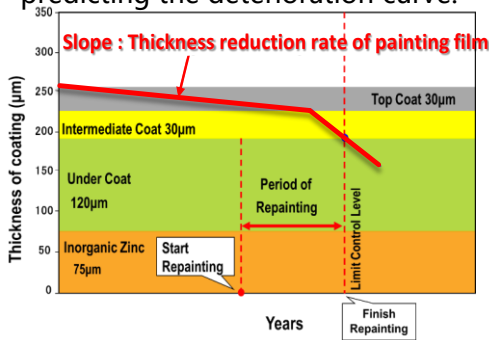 predicting the deterioration curve.
Slope : Thickness reduction rate of painting film
Thickness of coating (μm)
350
300
250
200
150
100
50
0
Top Coat 30μm
Intermediate Coat 30μm
Under Coat
120μm
Period of
Repainting
Limit Control Level
Inorganic Zinc
75μm
Start
Repainting
Finish
Repainting
Years